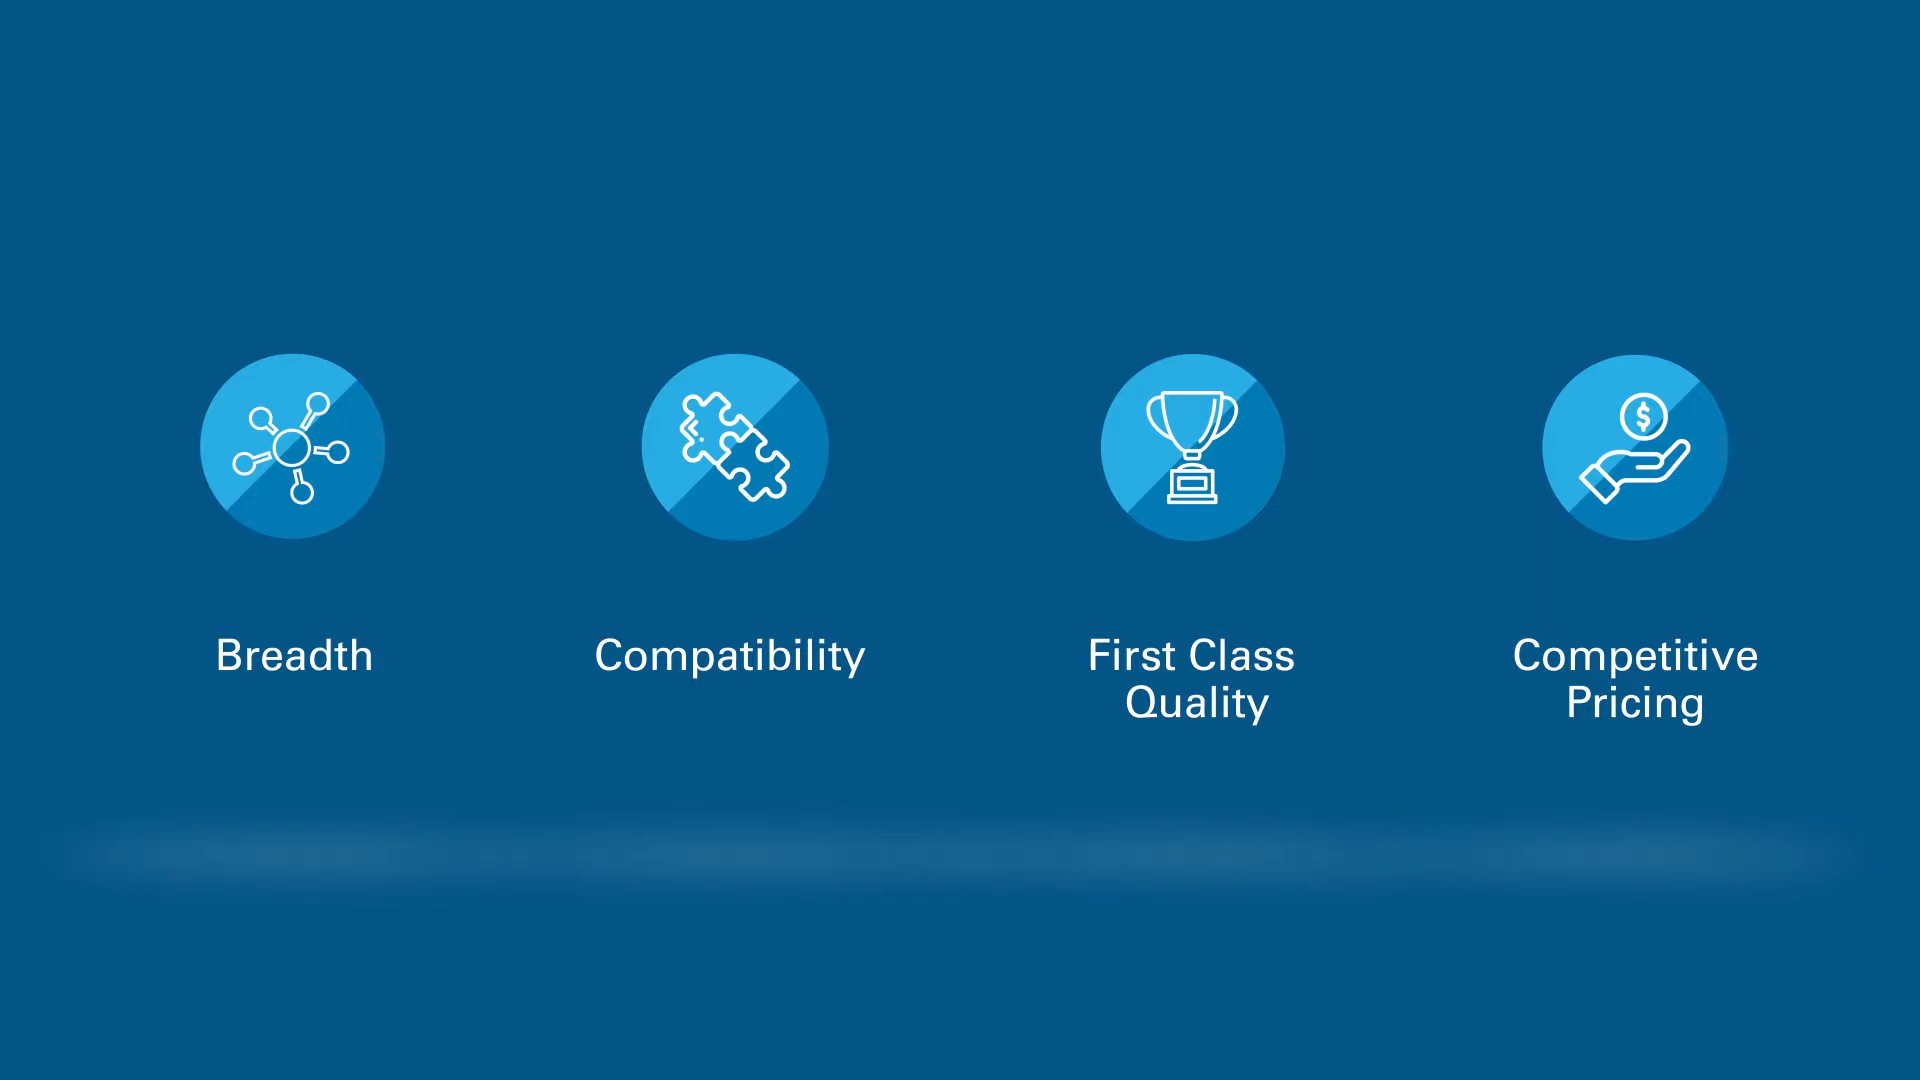 Breadth
Compatibility
First Class
Quality
Competitive
Pricing